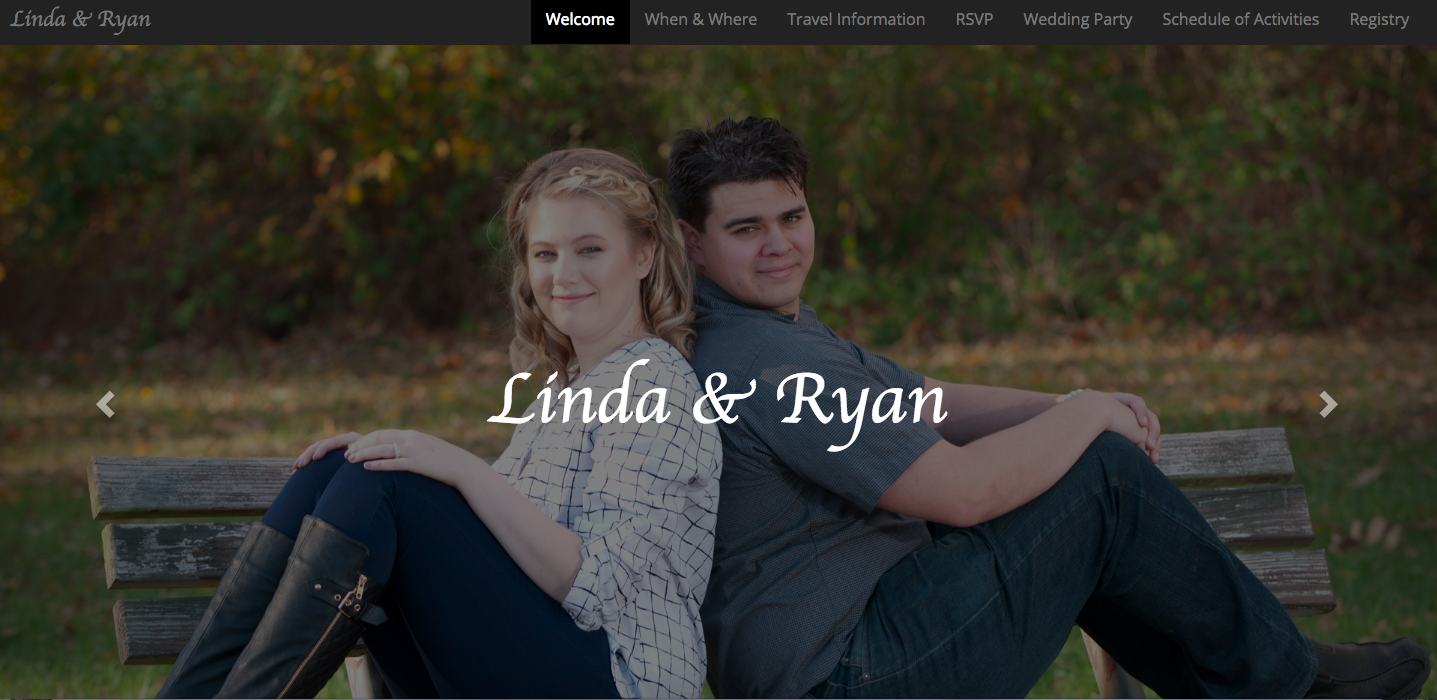 Linda & Ryan
Welcome When & Where Travel Information RSVP Wedding Party Schedule of Activities Registry
Linda & Ryan